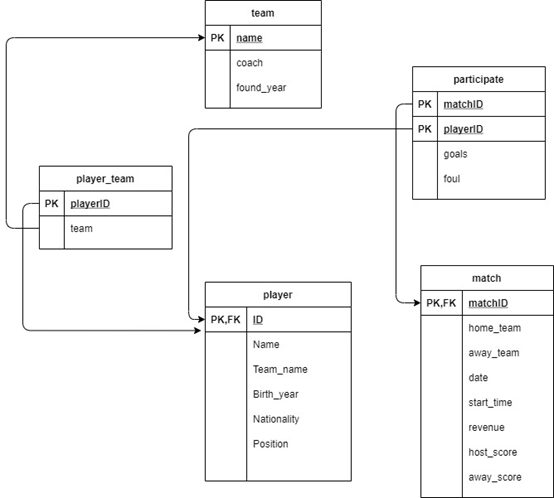 team
PK name
coach
found_year
participate
PK matchID
PK playerID
goals
foul
player_team
PK playerID
team
player
PK,FK ID
Name
Team_name
Birth_year
Nationality
Position
match
PK,FK matchID
home_team
away_team
date
start_time
revenue
host_score
away_score